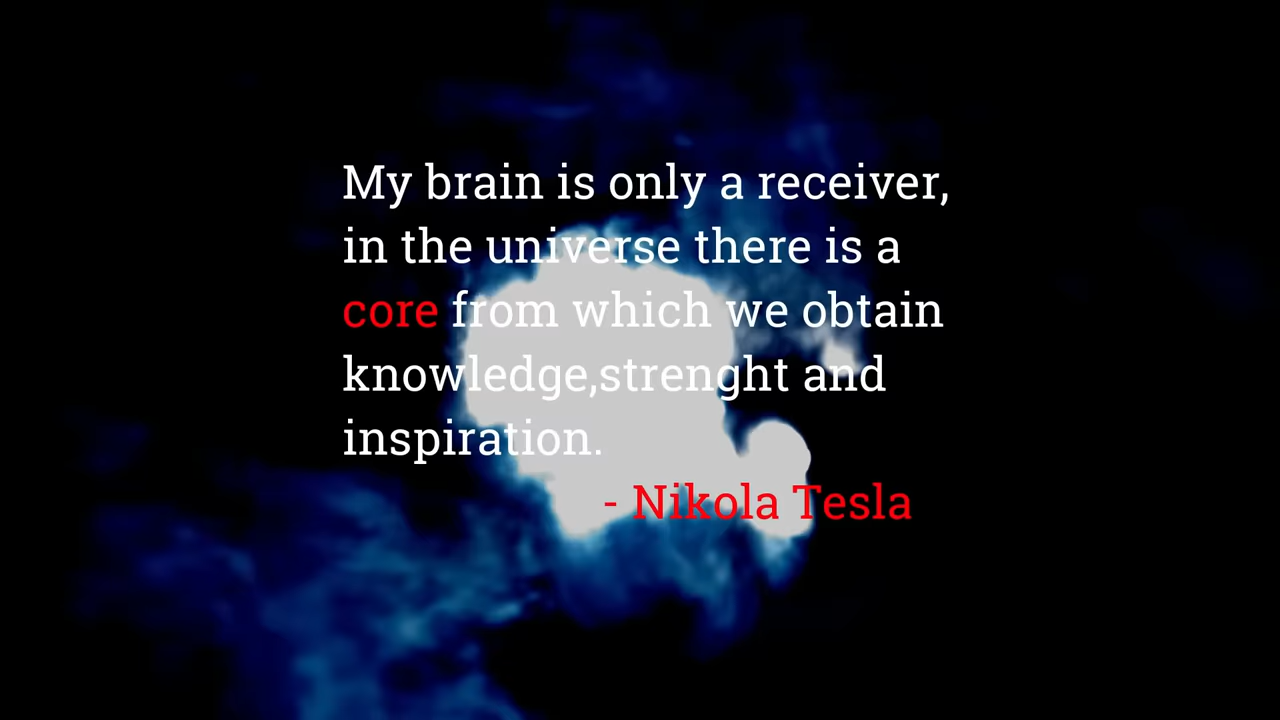 My brain is only a receiver,
in the universe there is a
core from which we obtain
knowledge,strenght and
inspiration.
- Nikola Tesla